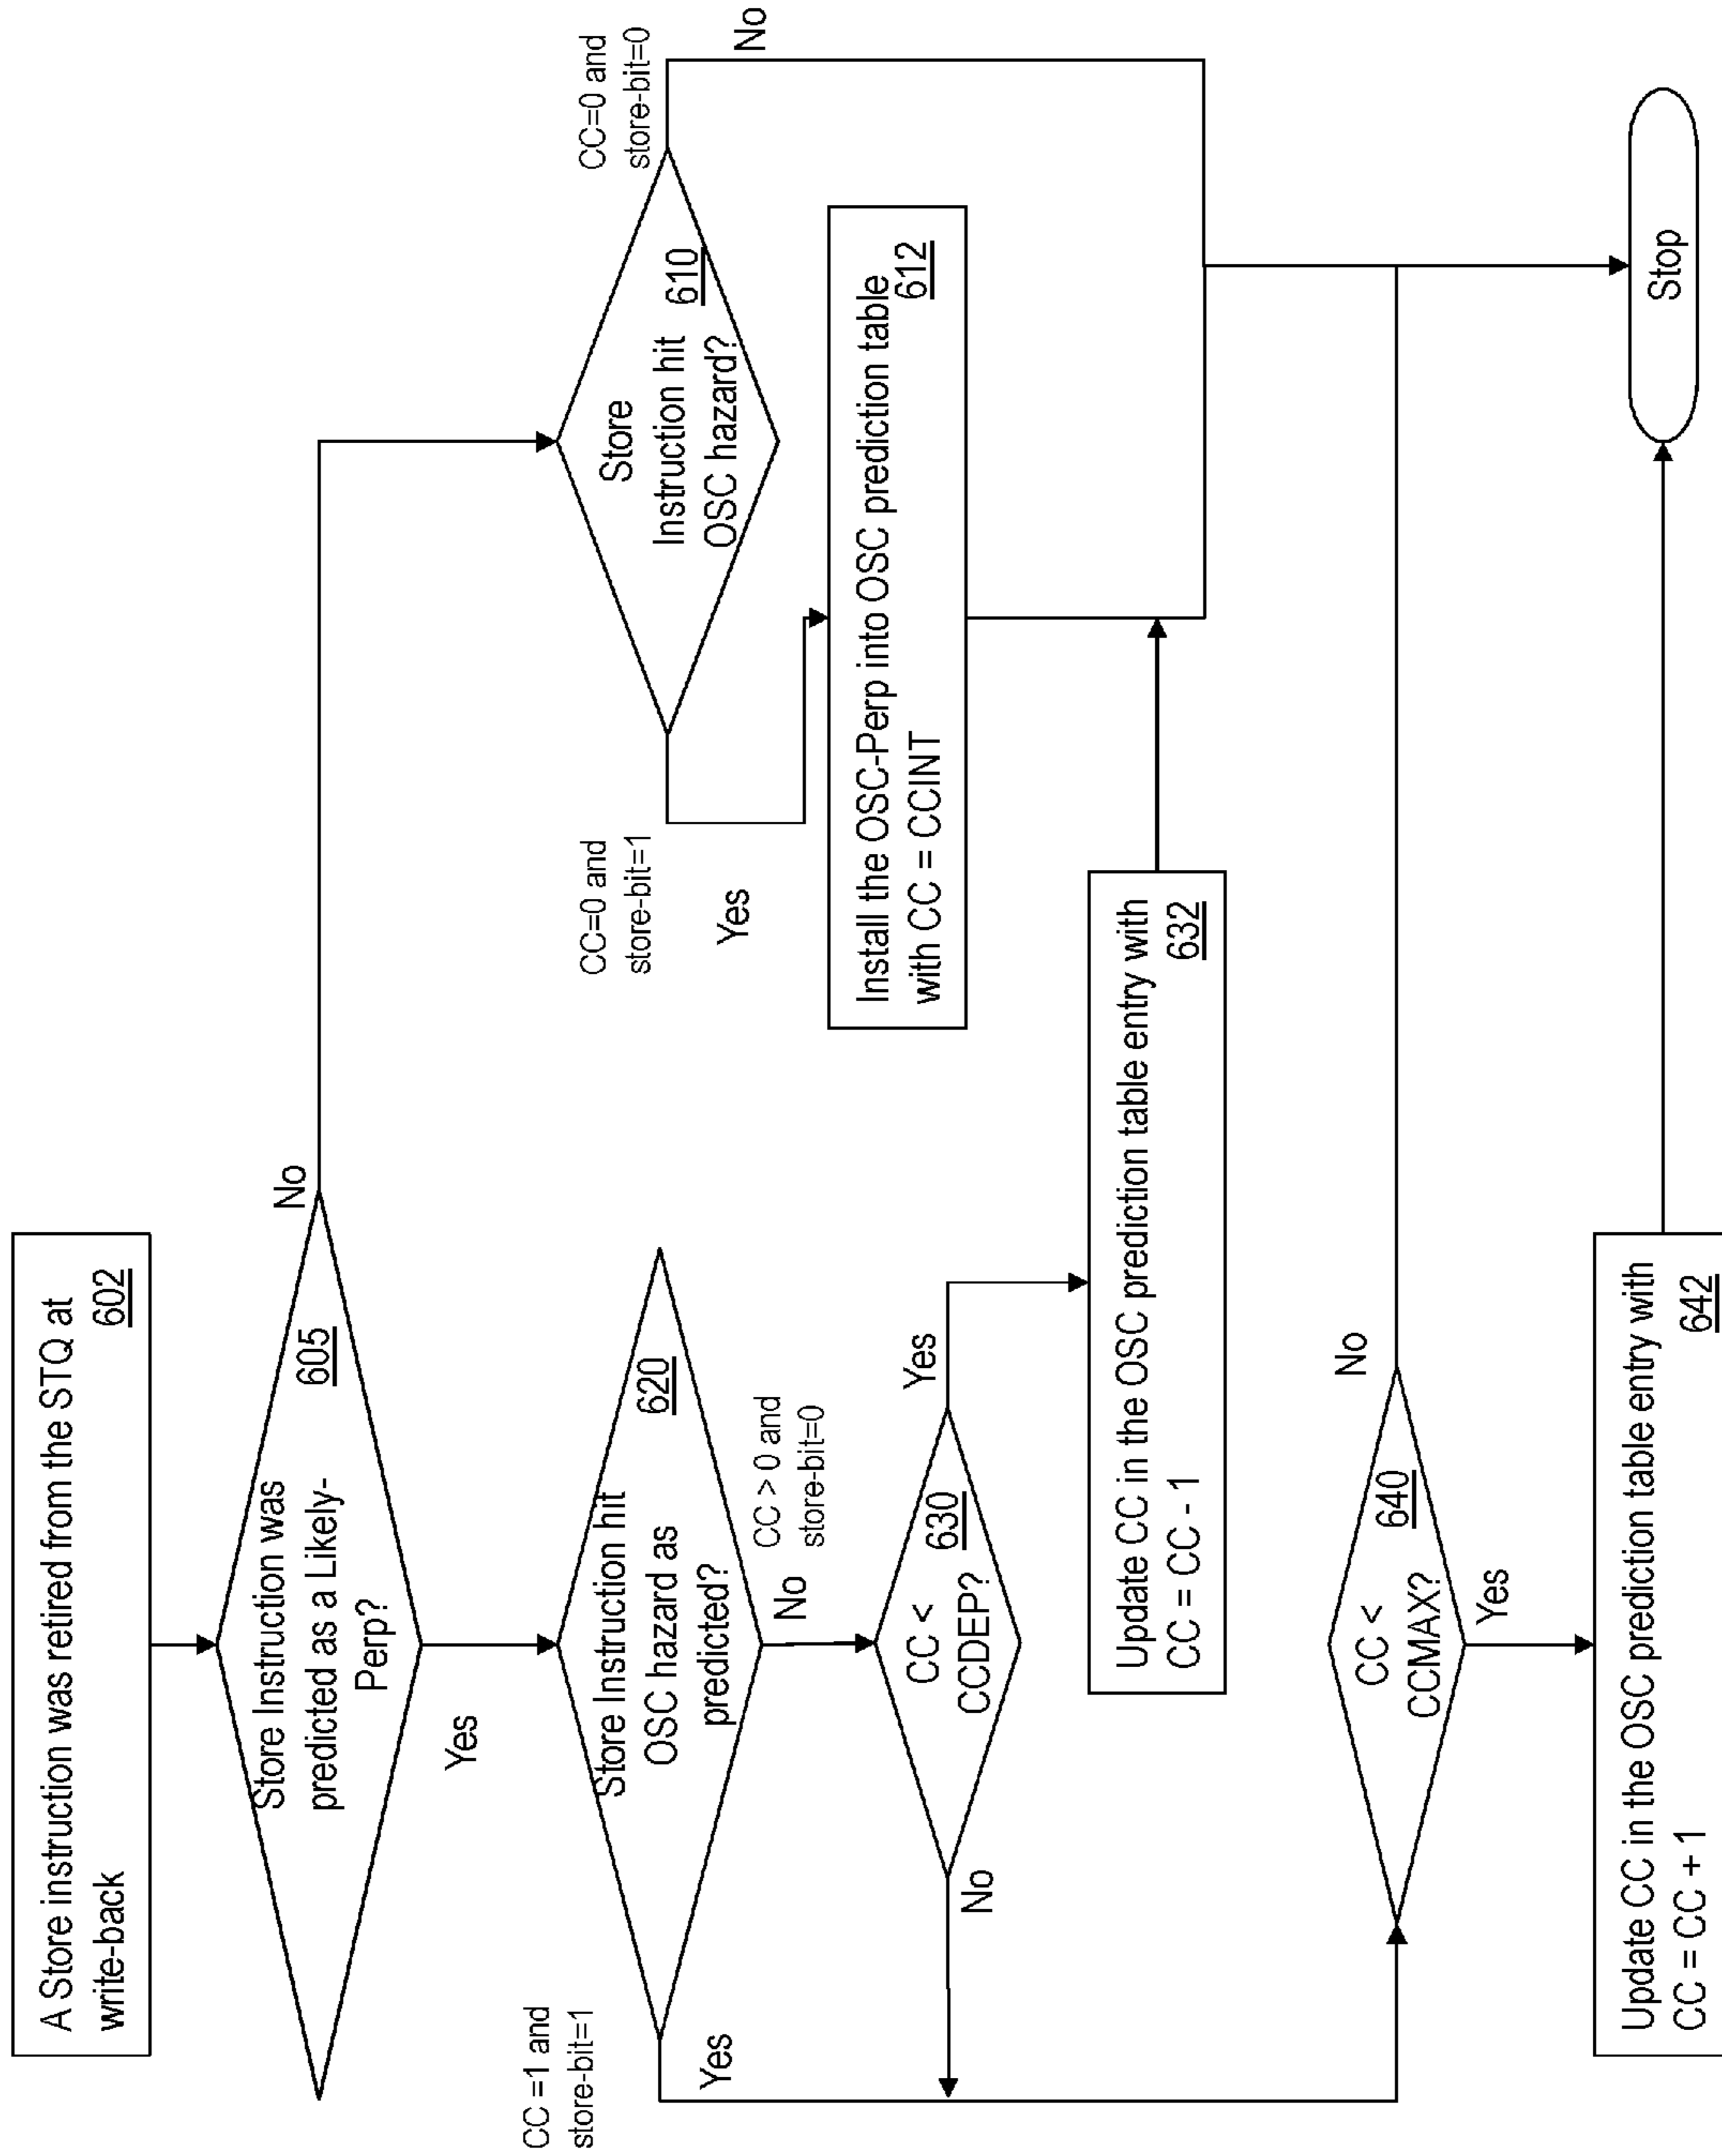 A Store instruction was retired from the STQ at
write-back
602
Store Instruction was
predicted as a Likely-
Perp?
605
No
Yes
CC =1 and
store-bit=1
Yes
Store Instruction hit
OSC hazard as
predicted?
620
No
CC > 0 and
store-bit=0
CC=0 and
store-bit=1
Yes
Store
Instruction hit
OSC hazard?
610
CC=0 and
store-bit=0
No
Install the OSC-Perp into OSC prediction table
with CC = CCINT
612
CC <
CCDEP?
630
No
Yes
Update CC in the OSC prediction table entry with
CC = CC - 1
632
CC <
CCMAX?
640
No
Yes
Update CC in the OSC prediction table entry with
CC = CC + 1
642
Stop